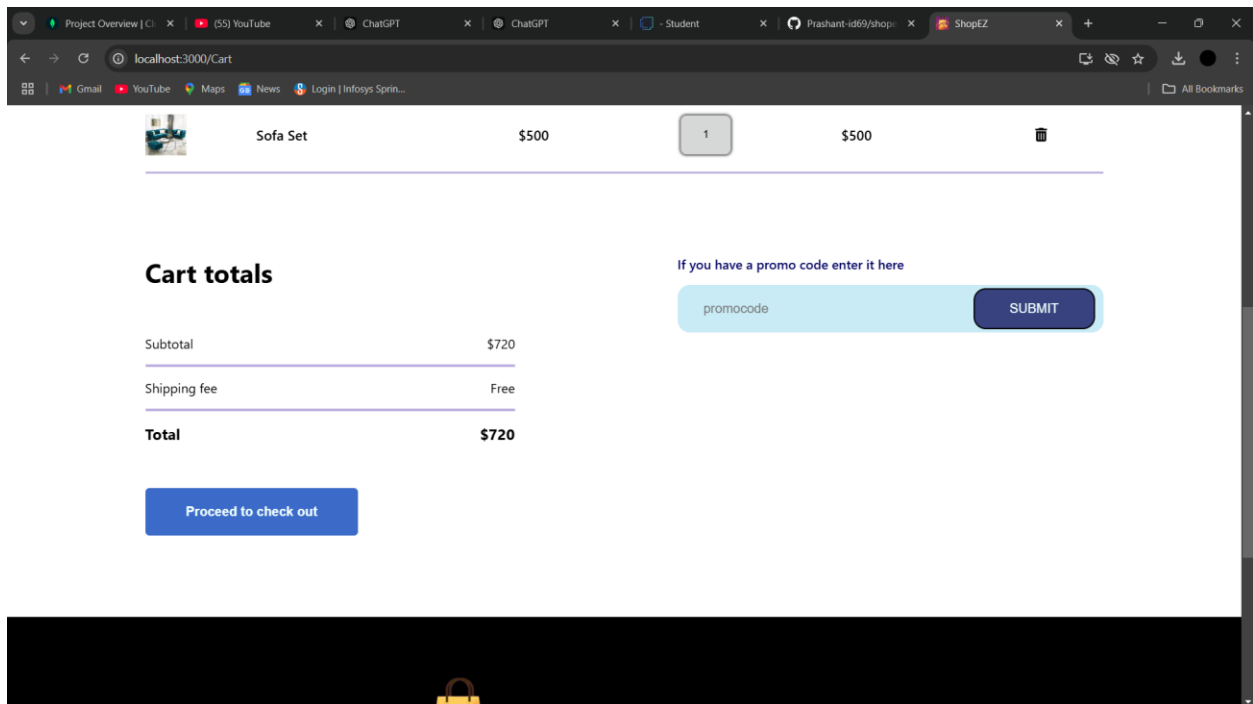 Project Overview | Cl
(55) YouTube
ChatGPT
ChatGPT
- Student
Prashant-id69/shope
ShopEZ
localhost:3000/Cart
Gmail
YouTube
Maps
News
Login | Infosys Sprin...
All Bookmarks
Sofa Set $500 1 $500
Cart totals
If you have a promo code enter it here
promocode SUBMIT
Subtotal $720
Shipping fee Free
Total $720
Proceed to check out